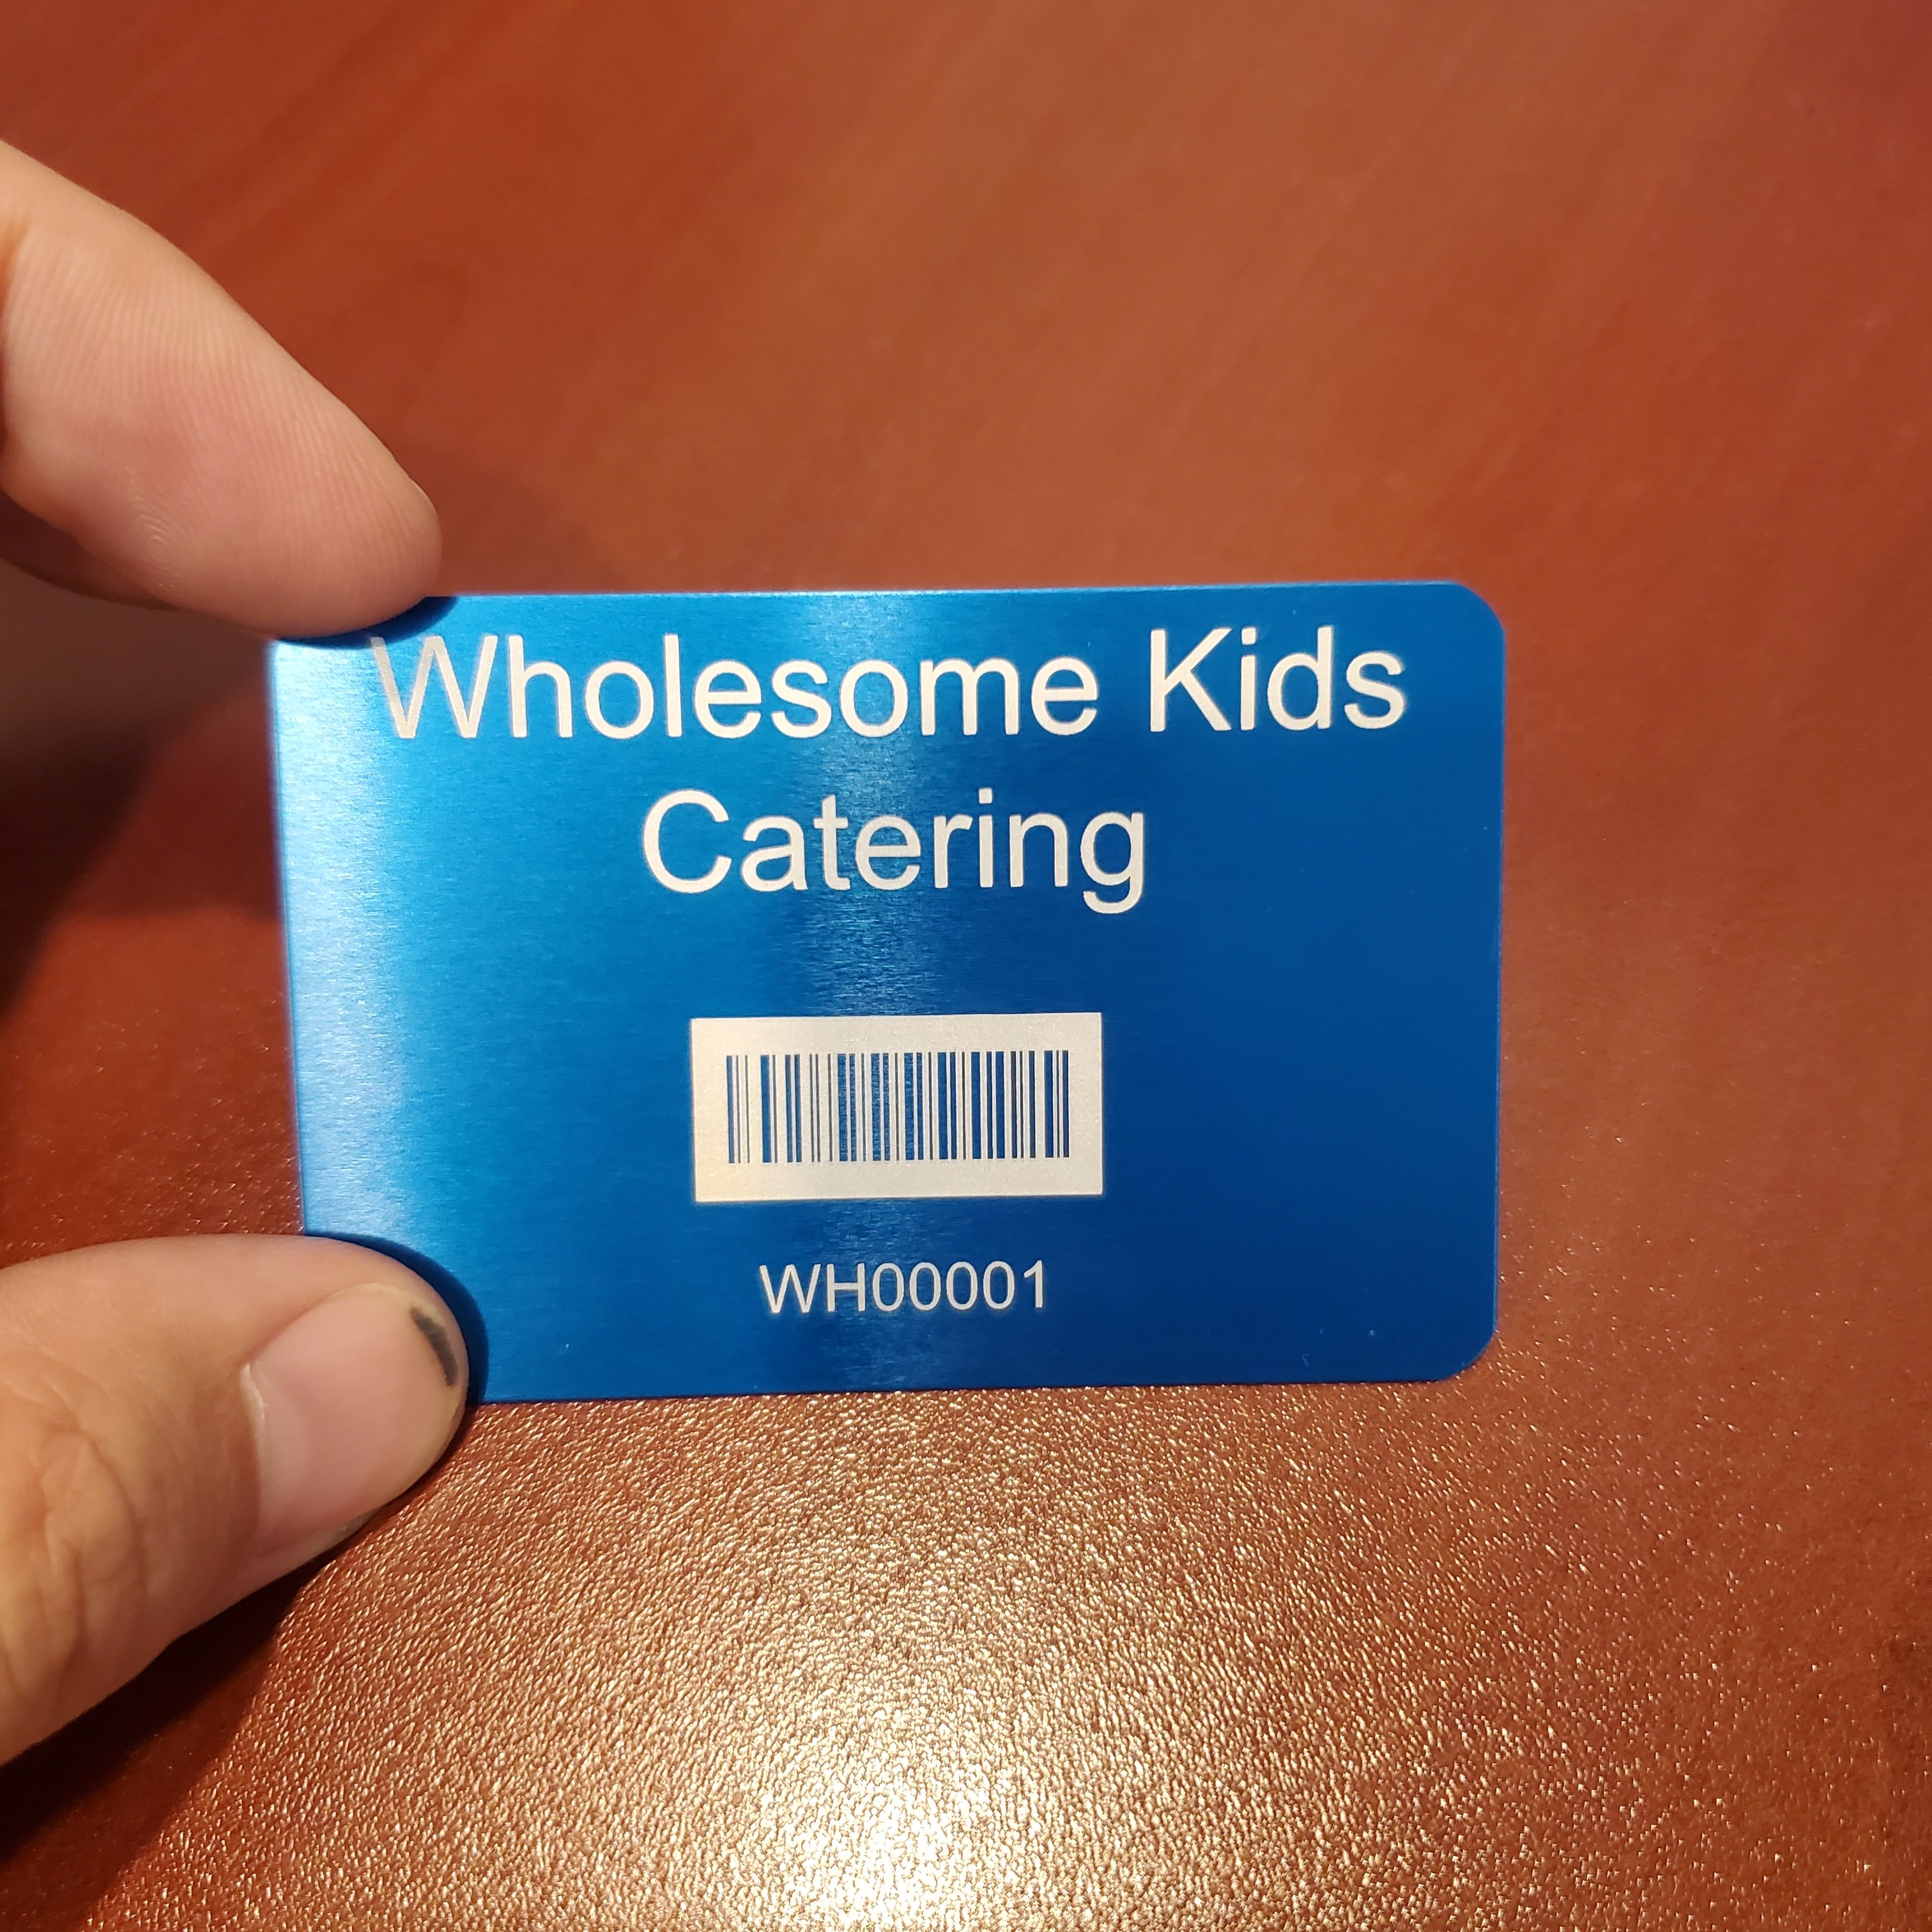 Wholesome Kids
Catering
WH00001